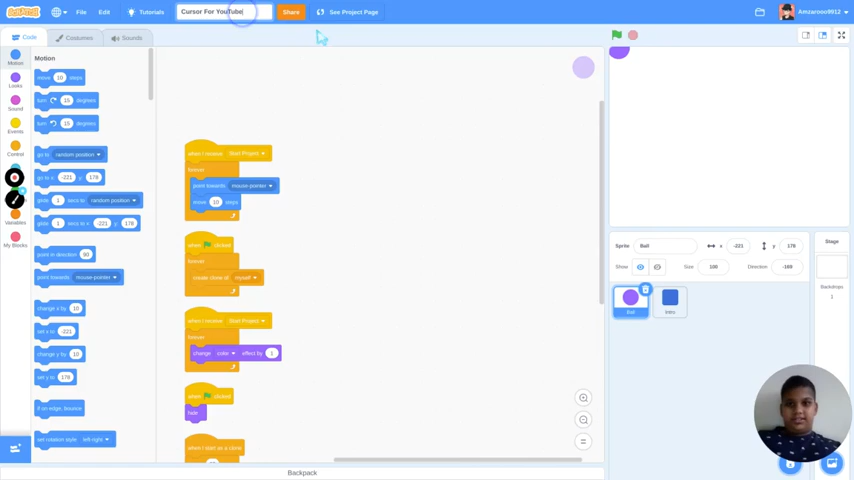 SCRATCH
File
Edit
Tutorials
Cursor For YouTube
Share
See Project Page
Amzarooo9912
Code
Costumes
Sounds
Motion
Looks
Sound
Events
Control
Variables
My Blocks
Motion
move 10 steps
turn 15 degrees
turn 15 degrees
go to random position
go to x: -221 y: 178
glide 1 secs to random position
glide 1 secs to x: -221 y: 178
point in direction 90
point towards mouse-pointer
change x by 10
set x to -221
change y by 10
set y to 178
if on edge, bounce
set rotation style left-right
when I receive Start Project
forever
point towards mouse-pointer
move 10 steps
when clicked
forever
create clone of myself
when I receive Start Project
forever
change color effect by 1
when clicked
hide
when I start as a clone
Backpack
Sprite
Ball
x
-221
y
178
Show
Size
100
Direction
-169
Ball
Intro
Stage
Backdrops
1